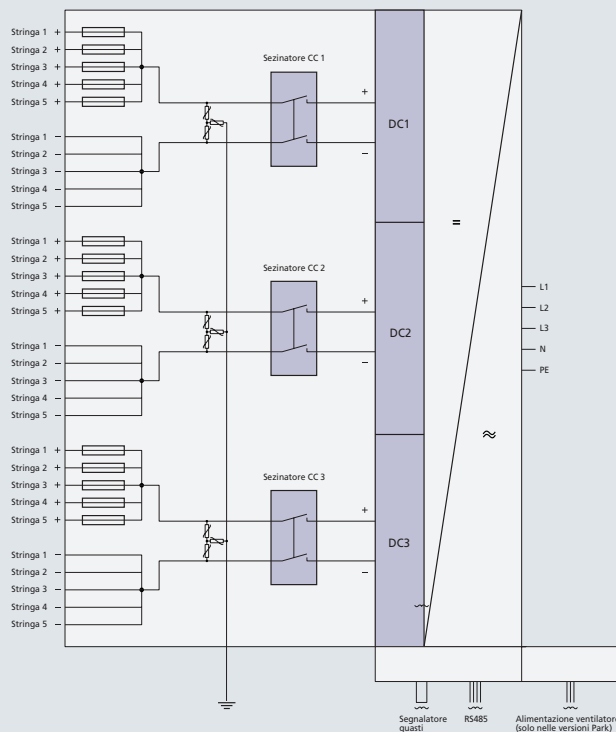 Stringa 1 +
Stringa 2 +
Stringa 3 +
Stringa 4 +
Stringa 5 +
Stringa 1 –
Stringa 2 –
Stringa 3 –
Stringa 4 –
Stringa 5 –
Sezinatore CC 1
+
–
DC1
Stringa 1 +
Stringa 2 +
Stringa 3 +
Stringa 4 +
Stringa 5 +
Stringa 1 –
Stringa 2 –
Stringa 3 –
Stringa 4 –
Stringa 5 –
Sezinatore CC 2
+
–
DC2
Stringa 1 +
Stringa 2 +
Stringa 3 +
Stringa 4 +
Stringa 5 +
Stringa 1 –
Stringa 2 –
Stringa 3 –
Stringa 4 –
Stringa 5 –
Sezinatore CC 3
+
–
DC3
=
≈
L1
L2
L3
N
PE
Segnalatore
guasti
RS485
Alimentazione ventilatore
(solo nelle versioni Park)